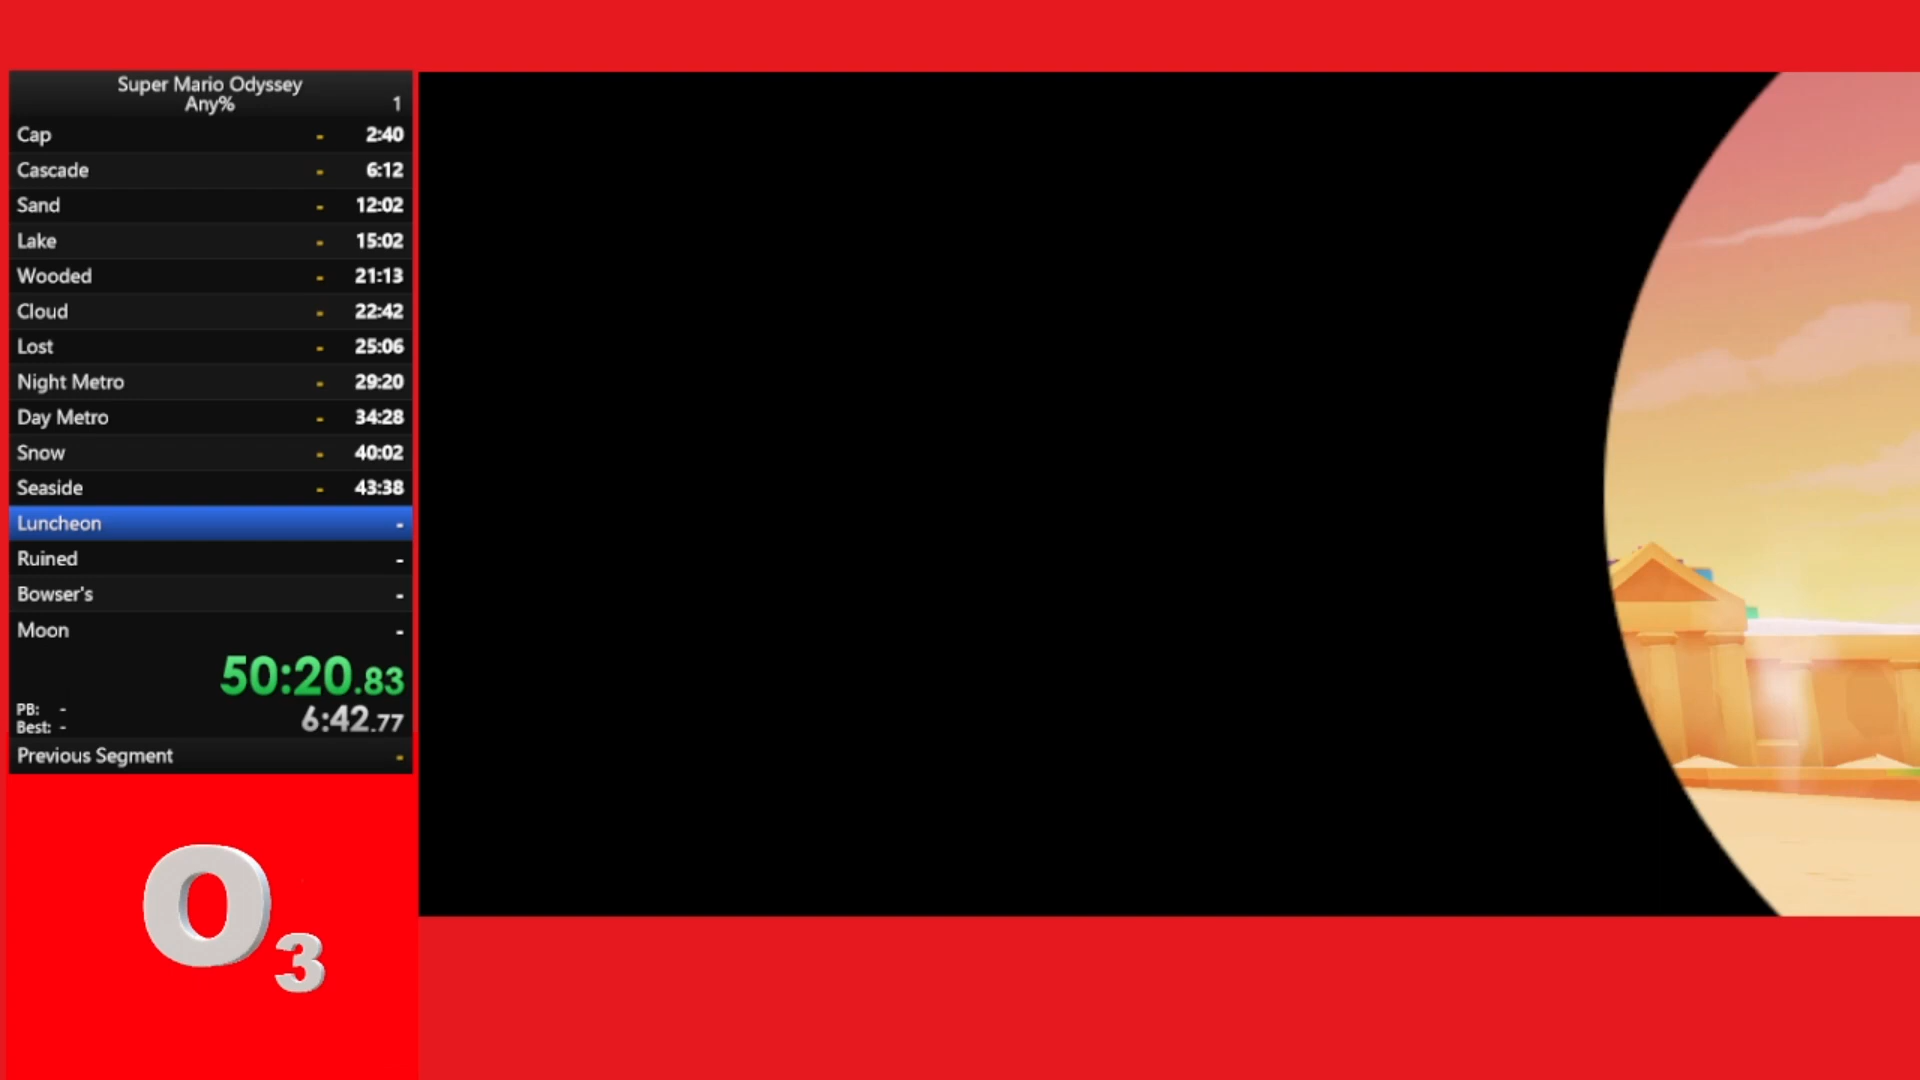 Super Mario Odyssey
Any% 1
Cap - 2:40
Cascade - 6:12
Sand - 12:02
Lake - 15:02
Wooded - 21:13
Cloud - 22:42
Lost - 25:06
Night Metro - 29:20
Day Metro - 34:28
Snow - 40:02
Seaside - 43:38
Luncheon -
Ruined -
Bowser's -
Moon -
50:20.83
PB: -
Best: - 6:42.77
Previous Segment -
O3